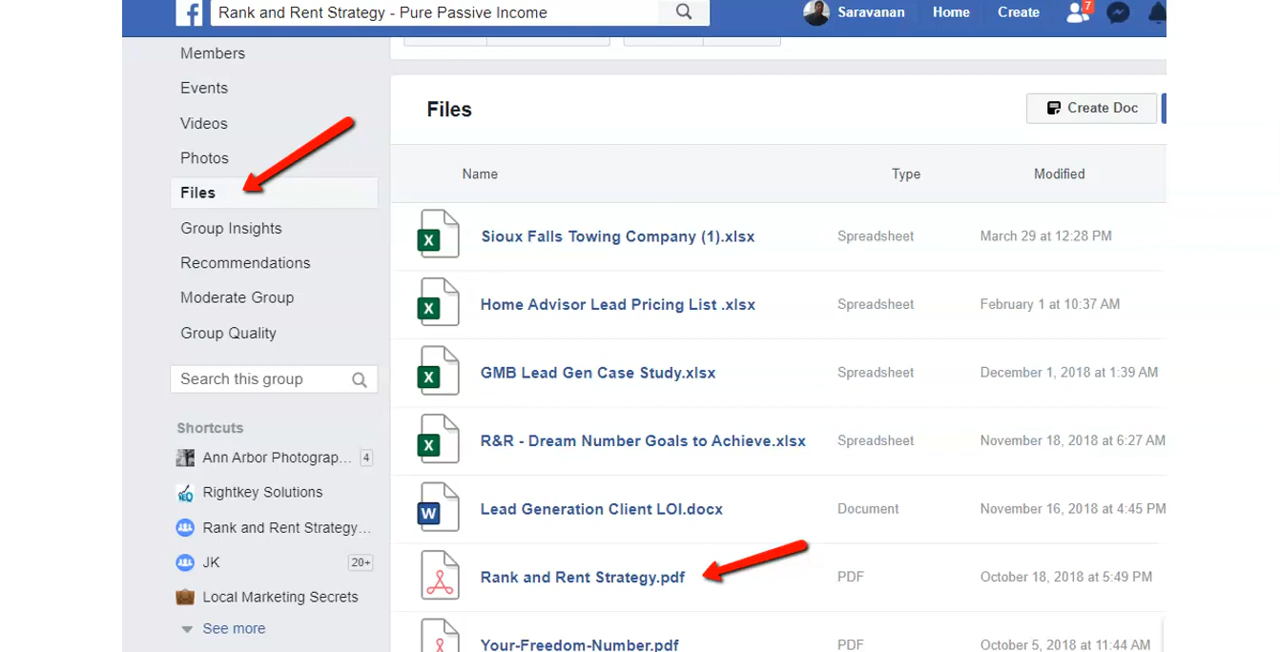 Rank and Rent Strategy - Pure Passive Income
Saravanan Home Create 7
Members
Events
Videos
Photos
Files
Group Insights
Recommendations
Moderate Group
Group Quality
Search this group
Shortcuts
Ann Arbor Photograp... 4
Rightkey Solutions
Rank and Rent Strategy...
JK 20+
Local Marketing Secrets
See more
Files
Create Doc
Name Type Modified
Sioux Falls Towing Company (1).xlsx Spreadsheet March 29 at 12:28 PM
Home Advisor Lead Pricing List .xlsx Spreadsheet February 1 at 10:37 AM
GMB Lead Gen Case Study.xlsx Spreadsheet December 1, 2018 at 1:39 AM
R&R - Dream Number Goals to Achieve.xlsx Spreadsheet November 18, 2018 at 6:27 AM
Lead Generation Client LOI.docx Document November 16, 2018 at 4:45 PM
Rank and Rent Strategy.pdf PDF October 18, 2018 at 5:49 PM
Your-Freedom-Number.pdf PDF October 5, 2018 at 11:44 AM